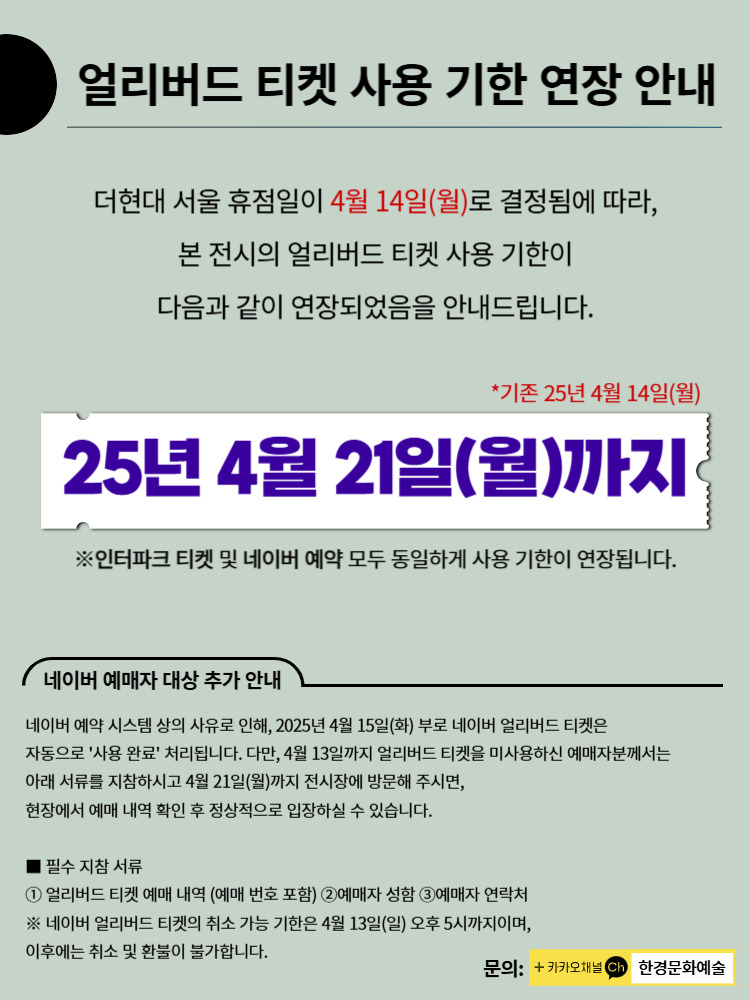 얼리버드 티켓 사용 기한 연장 안내
더현대 서울 휴점일이 4월 14일(월)로 결정됨에 따라,
본 전시의 얼리버드 티켓 사용 기한이
다음과 같이 연장되었음을 안내드립니다.
*기존 25년 4월 14일(월)
25년 4월 21일(월)까지
※인터파크 티켓 및 네이버 예약 모두 동일하게 사용 기한이 연장됩니다.
네이버 예매자 대상 추가 안내
네이버 예약 시스템 상의 사유로 인해, 2025년 4월 15일(화) 부로 네이버 얼리버드 티켓은
자동으로 '사용 완료' 처리됩니다. 다만, 4월 13일까지 얼리버드 티켓을 미사용하신 예매자분께서는
아래 서류를 지참하시고 4월 21일(월)까지 전시장에 방문해 주시면,
현장에서 예매 내역 확인 후 정상적으로 입장하실 수 있습니다.
■ 필수 지참 서류
① 얼리버드 티켓 예매 내역 (예매 번호 포함) ②예매자 성함 ③예매자 연락처
※ 네이버 얼리버드 티켓의 취소 가능 기한은 4월 13일(일) 오후 5시까지이며,
이후에는 취소 및 환불이 불가합니다.
문의: + 카카오채널 Ch 한경문화예술